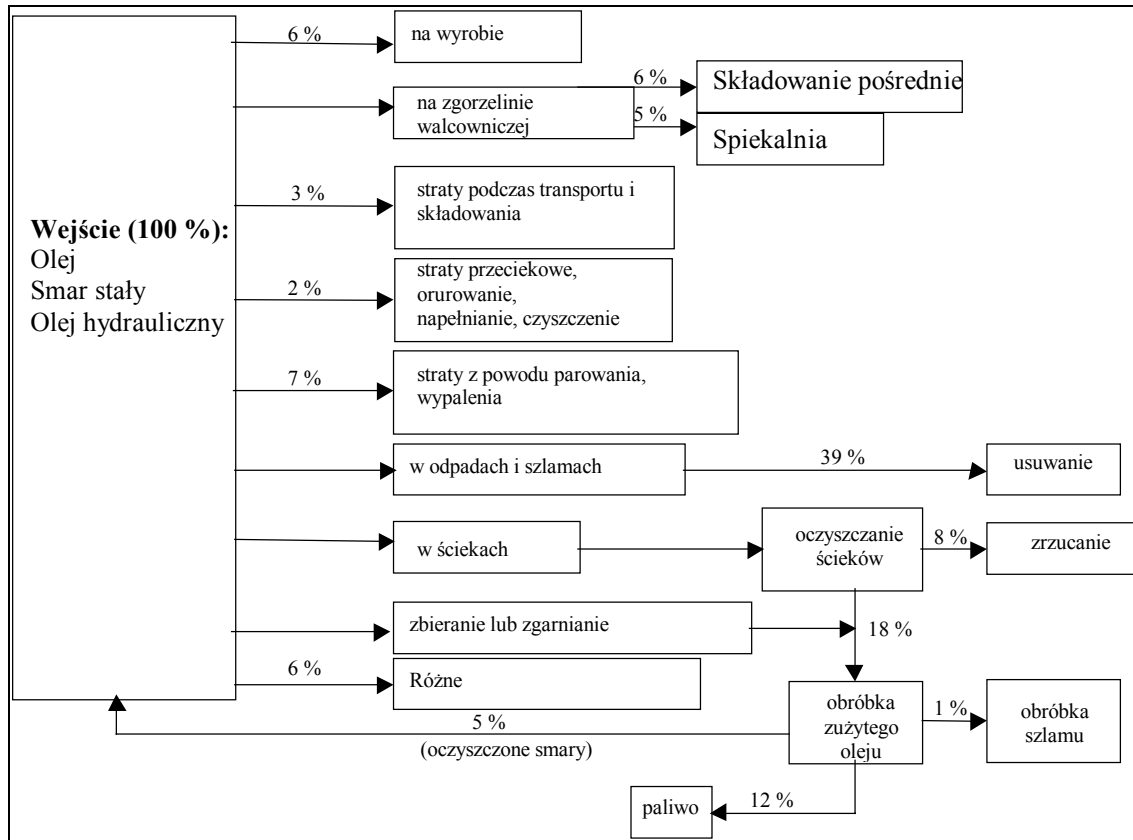 6 %
na wyrobie
na zgorzelinie
walcowniczej
6 %
Składowanie pośrednie
5 %
Spiekalnia
3 %
straty podczas transportu i
składowania
Wejście (100 %):
Olej
Smar stały
Olej hydrauliczny
2 %
straty przeciekowe,
orurowanie,
napełnianie, czyszczenie
7 %
straty z powodu parowania,
wypalenia
w odpadach i szlamach
39 %
usuwanie
w ściekach
oczyszczanie
ścieków
8 %
zrzucanie
zbieranie lub zgarnianie
18 %
6 %
Różne
obróbka
zużytego
oleju
1 %
obróbka
szlamu
5 %
(oczyszczone smary)
paliwo
12 %